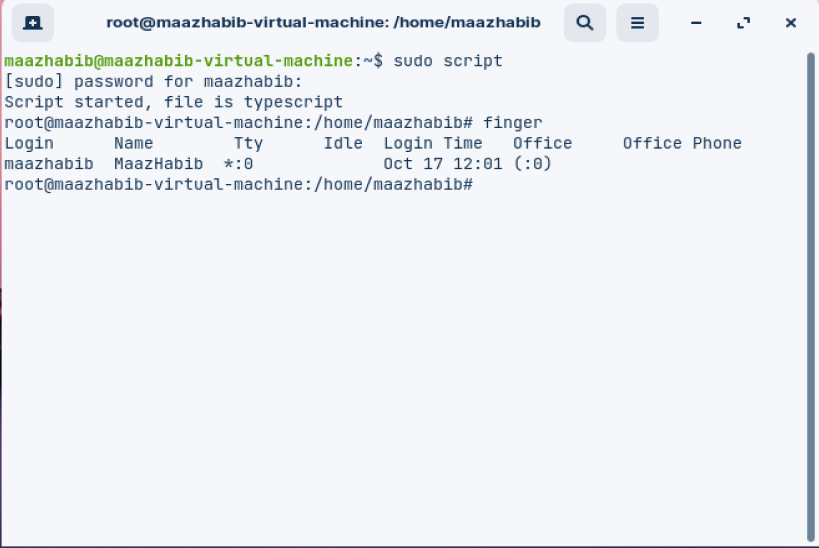 root@maazhabib-virtual-machine: /home/maazhabib
maazhabib@maazhabib-virtual-machine:~$ sudo script
[sudo] password for maazhabib:
Script started, file is typescript
root@maazhabib-virtual-machine:/home/maazhabib# finger
Login      Name        Tty      Idle  Login Time   Office     Office Phone
maazhabib  MaazHabib  *:0             Oct 17 12:01 (:0)
root@maazhabib-virtual-machine:/home/maazhabib#